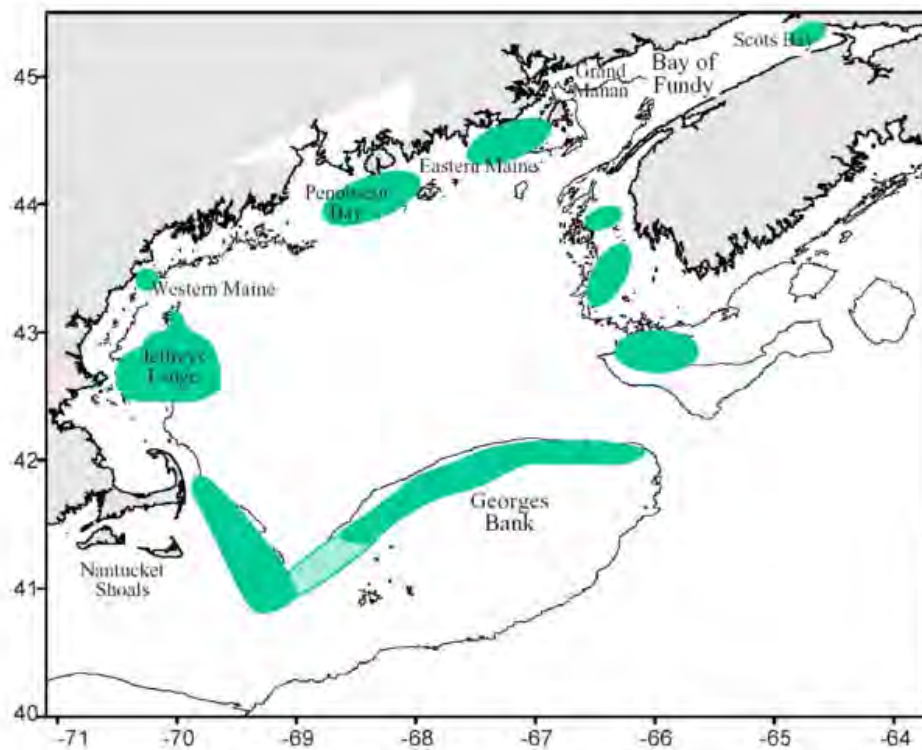 Scots Bay
45
Grand
Manan
Bay of
Fundy
Eastern Maine
Penobscot
Bay
44
Western Maine
43
Jeffreys
Ledge
42
Georges
Bank
Nantucket
Shoals
41
40
-71 -70 -69 -68 -67 -66 -65 -64